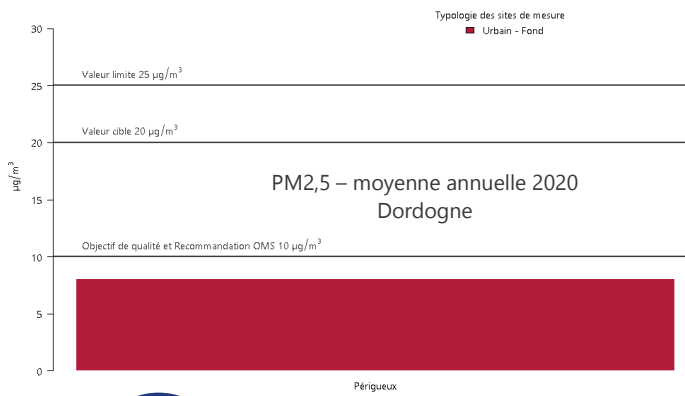 Typologie des sites de mesure
Urbain - Fond
30
Valeur limite 25 µg/m³
25
Valeur cible 20 µg/m³
20
µg/m³
PM2,5 – moyenne annuelle 2020
Dordogne
15
Objectif de qualité et Recommandation OMS 10 µg/m³
10
5
0
Périgueux